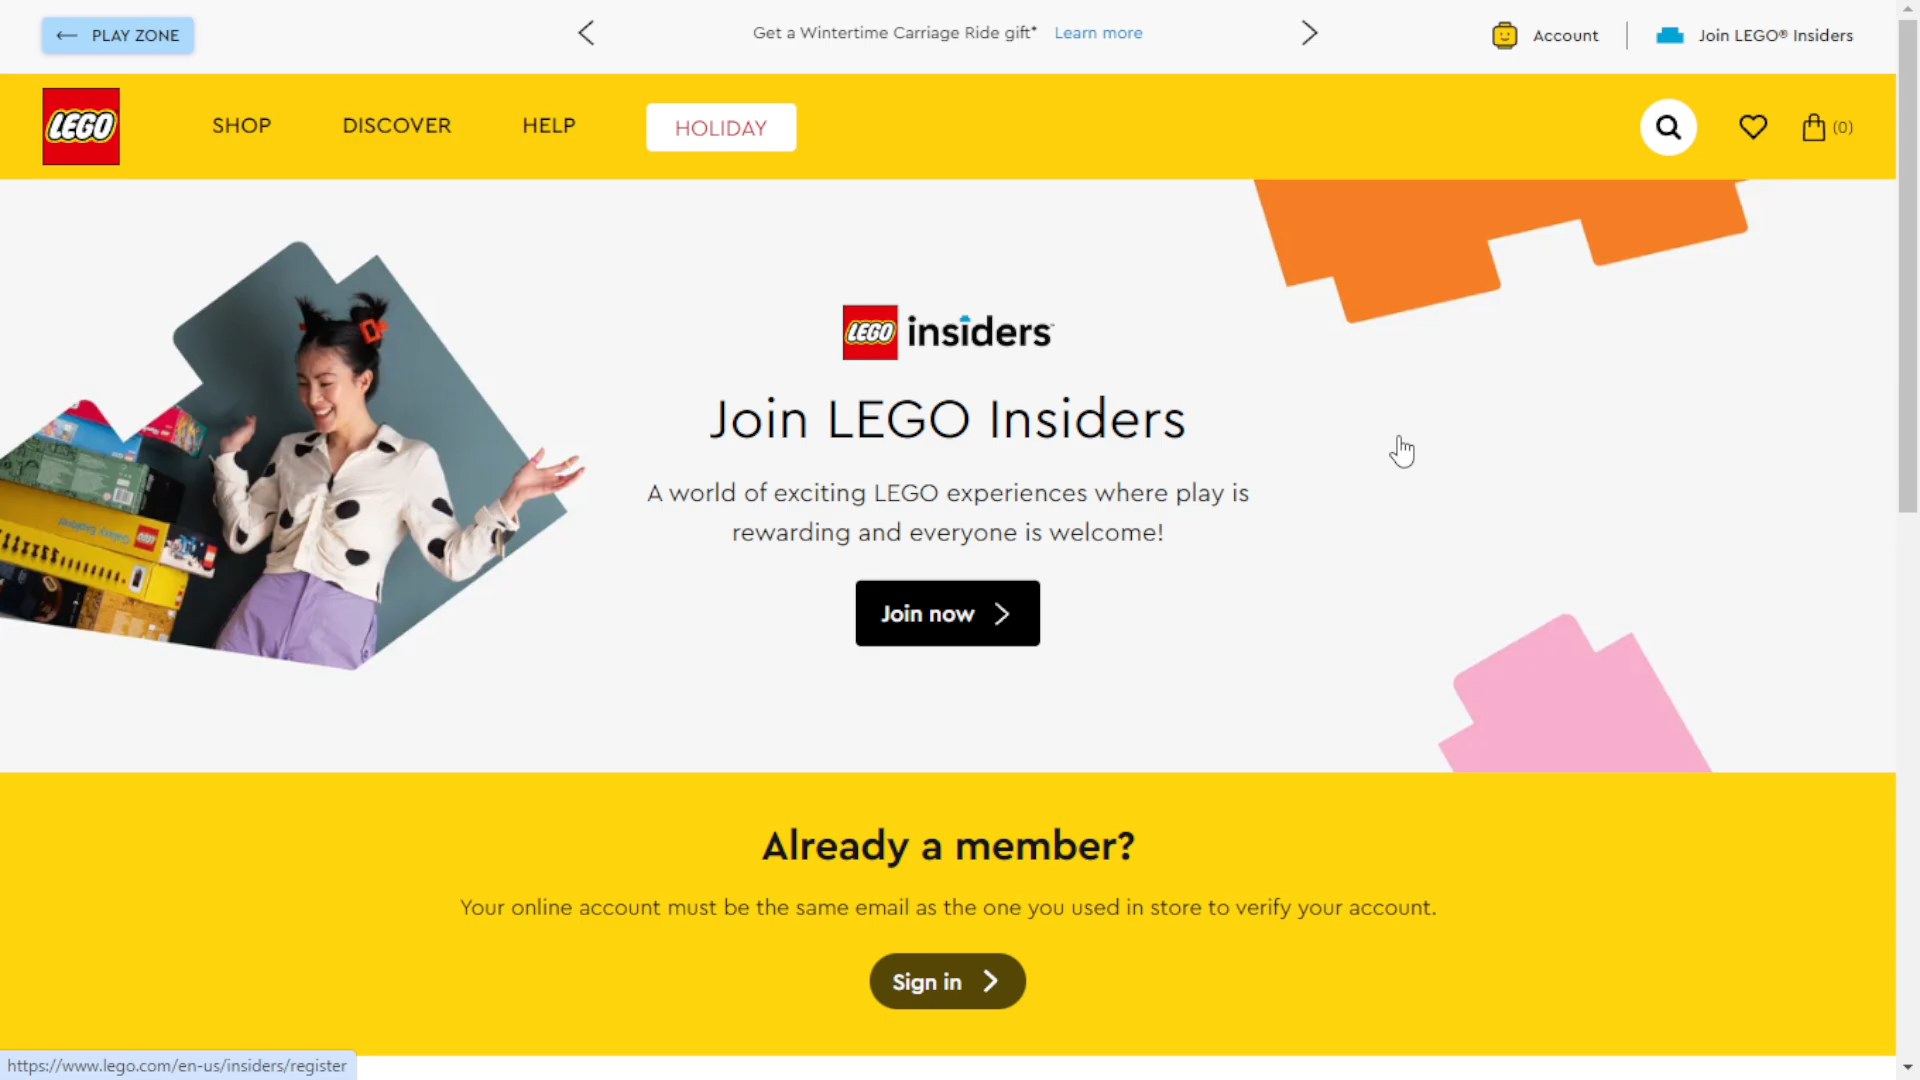 PLAY ZONE
Get a Wintertime Carriage Ride gift* Learn more
Account
Join LEGO® Insiders
LEGO
SHOP
DISCOVER
HELP
HOLIDAY
(0)
LEGO insiders
Join LEGO Insiders
A world of exciting LEGO experiences where play is
rewarding and everyone is welcome!
Join now
Galaxy Explorer
LEGO
Already a member?
Your online account must be the same email as the one you used in store to verify your account.
Sign in
https://www.lego.com/en-us/insiders/register